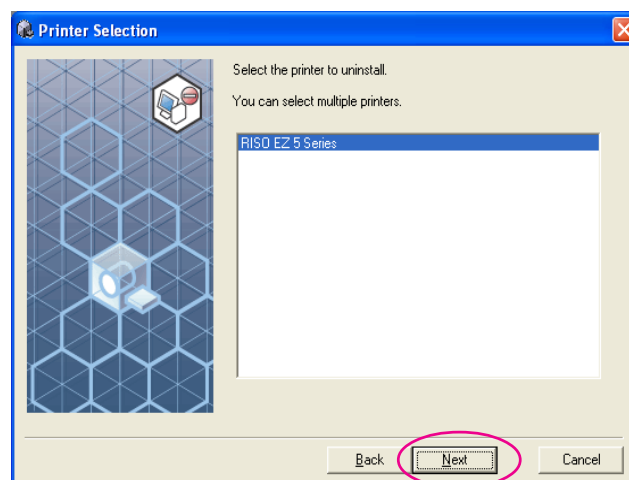 Printer Selection
Select the printer to uninstall.
You can select multiple printers.
RISO EZ 5 Series
Back
Next
Cancel